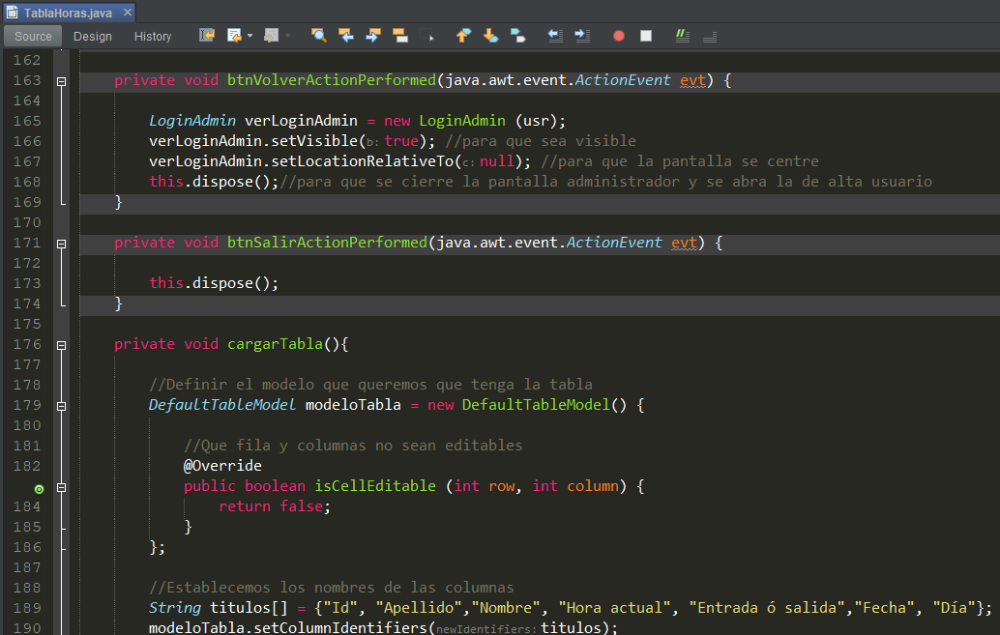 TablaHoras.java
Source Design History
162
163 private void btnVolverActionPerformed(java.awt.event.ActionEvent evt) {
164
165 LoginAdmin verLoginAdmin = new LoginAdmin (usr);
166 verLoginAdmin.setVisible(b: true); //para que sea visible
167 verLoginAdmin.setLocationRelativeTo(c: null); //para que la pantalla se centre
168 this.dispose();//para que se cierre la pantalla administrador y se abra la de alta usuario
169 }
170
171 private void btnSalirActionPerformed(java.awt.event.ActionEvent evt) {
172
173 this.dispose();
174 }
175
176 private void cargarTabla(){
177
178 //Definir el modelo que queremos que tenga la tabla
179 DefaultTableModel modeloTabla = new DefaultTableModel() {
180
181 //Que fila y columnas no sean editables
182 @Override
public boolean isCellEditable (int row, int column) {
184 return false;
185 }
186 };
187
188 //Establecemos los nombres de las columnas
189 String titulos[] = {"Id", "Apellido","Nombre", "Hora actual", "Entrada ó salida","Fecha", "Día"};
190 modeloTabla.setColumnIdentifiers(newIdentifiers: titulos);